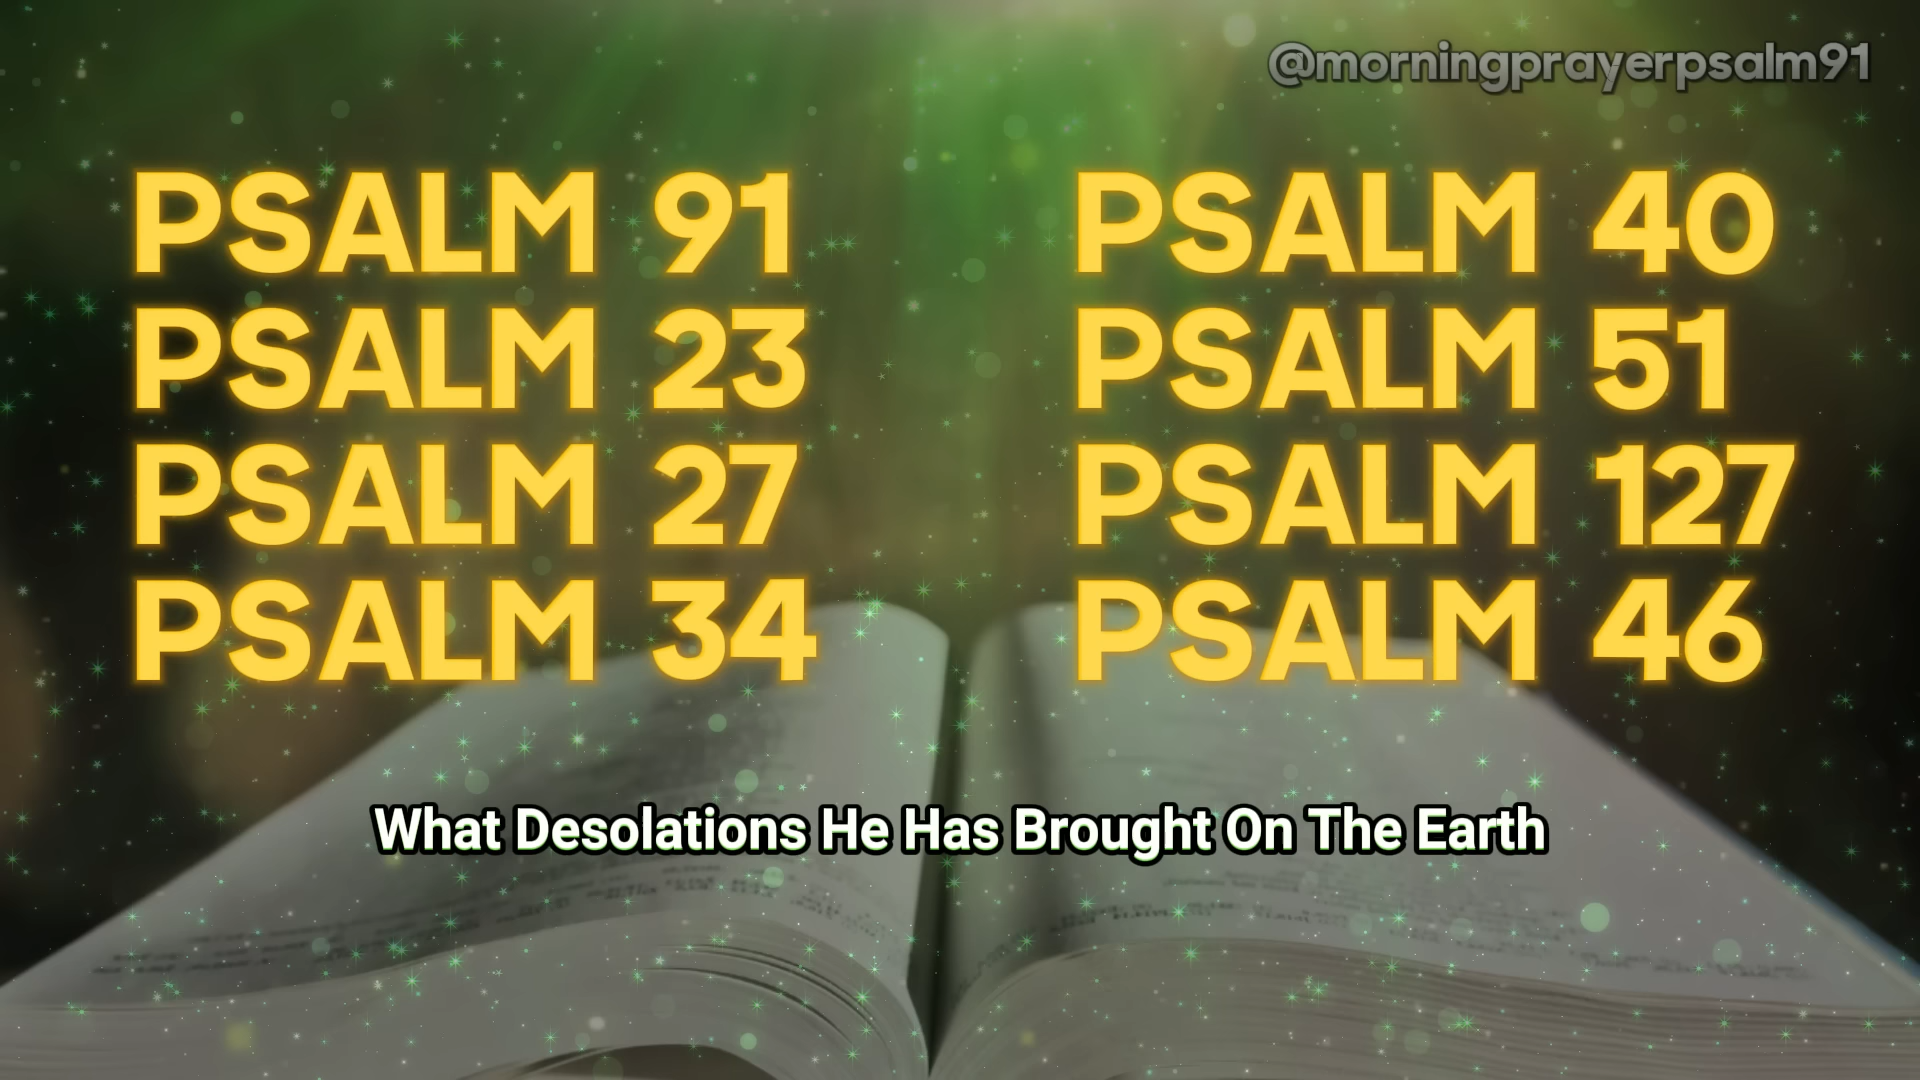 @morningprayerpsalm91
PSALM 91
PSALM 23
PSALM 27
PSALM 34
PSALM 40
PSALM 51
PSALM 127
PSALM 46
What Desolations He Has Brought On The Earth